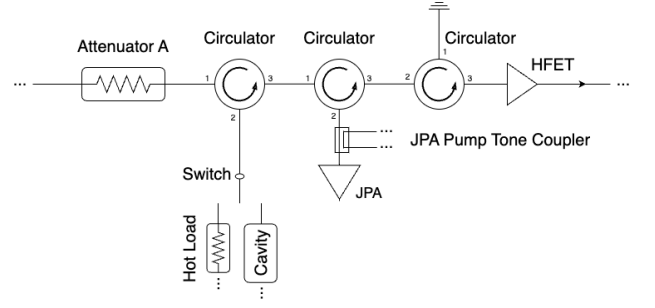 Attenuator A
Circulator
Circulator
Circulator
HFET
1
3
2
1
3
2
1
2
3
...
...
JPA Pump Tone Coupler
...
...
JPA
Switch
Hot Load
Cavity
...
...